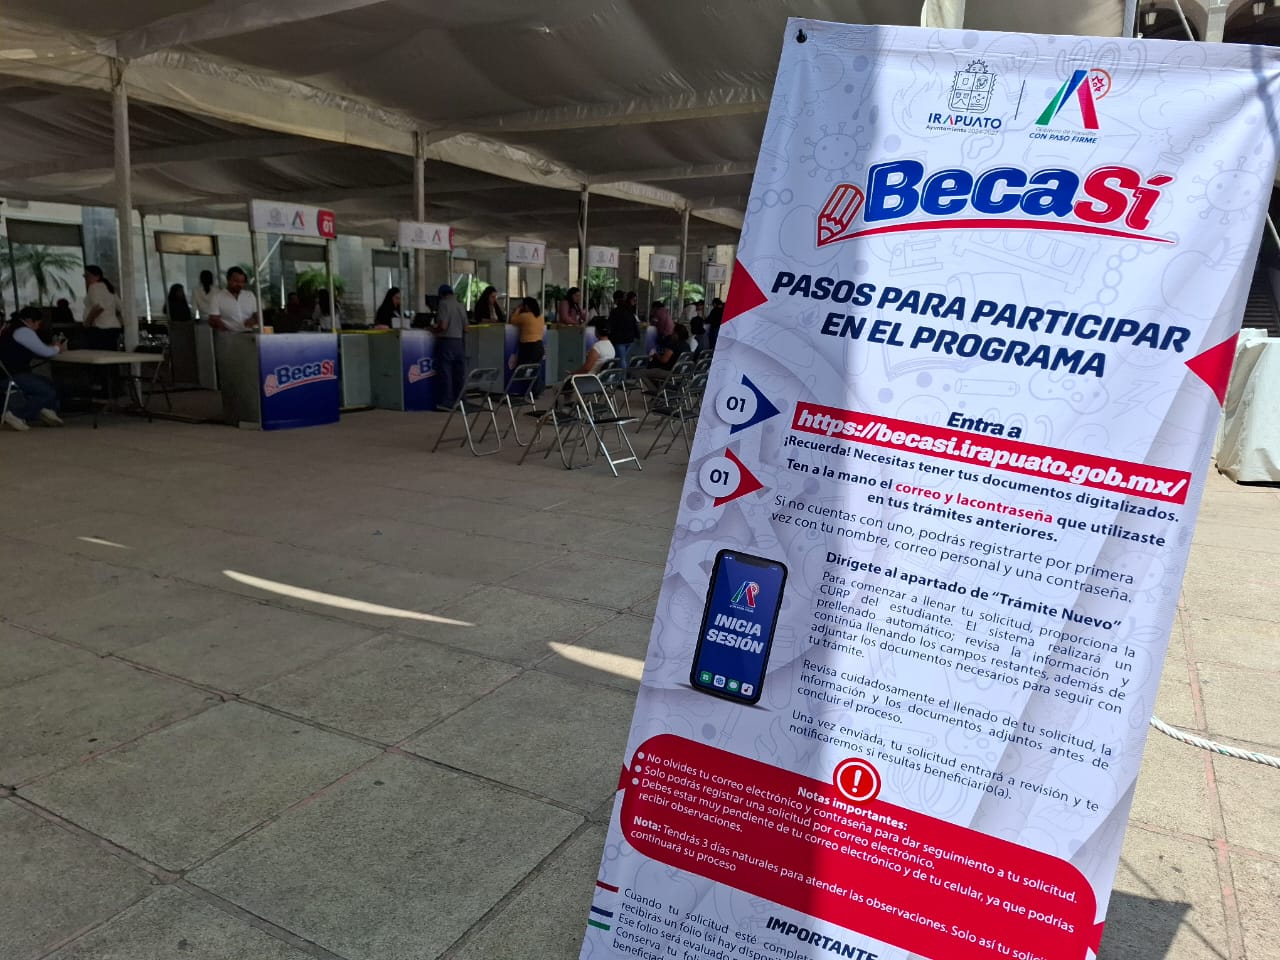 IRAPUATO
Ayuntamiento 2024-2027
Gobierno de Irapuato
CON PASO FIRME
BecaSí
PASOS PARA PARTICIPAR
EN EL PROGRAMA
01
Entra a
https://becasi.irapuato.gob.mx/
¡Recuerda! Necesitas tener tus documentos digitalizados.
01
Ten a la mano el correo y lacontraseña que utilizaste
en tus trámites anteriores.
Si no cuentas con uno, podrás registrarte por primera
vez con tu nombre, correo personal y una contraseña.
Dirígete al apartado de "Trámite Nuevo"
Para comenzar a llenar tu solicitud, proporciona la
CURP del estudiante. El sistema realizará un
prellenado automático; revisa la información y
continúa llenando los campos restantes, además de
adjuntar los documentos necesarios para seguir con
tu trámite.
INICIA
SESIÓN
Revisa cuidadosamente el llenado de tu solicitud, la
información y los documentos adjuntos antes de
concluir el proceso.
Una vez enviada, tu solicitud entrará a revisión y te
notificaremos si resultas beneficiario(a).
!
Notas importantes:
• No olvides tu correo electrónico y contraseña para dar seguimiento a tu solicitud.
• Solo podrás registrar una solicitud por correo electrónico.
• Debes estar muy pendiente de tu correo electrónico y de tu celular, ya que podrías
recibir observaciones.
Nota: Tendrás 3 días naturales para atender las observaciones. Solo así tu solicitud
continuará su proceso
IMPORTANTE
Cuando tu solicitud esté
recibirás un folio (si hay
Ese folio será evaluado
Conserva tu
01
BecaSí